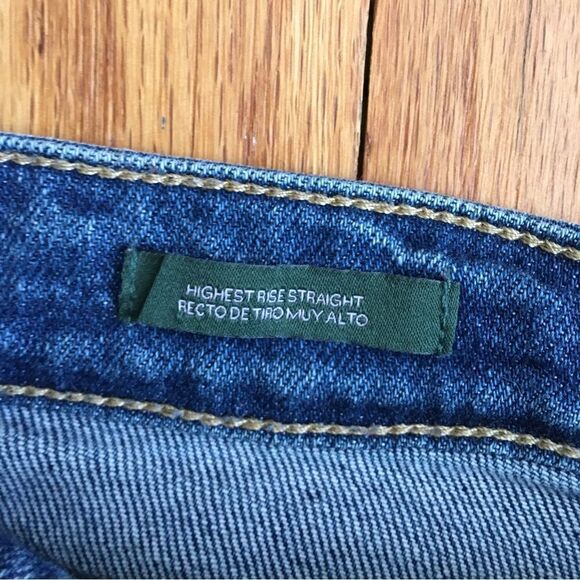 HIGHEST RISE STRAIGHT
RECTO DE TIRO MUY ALTO